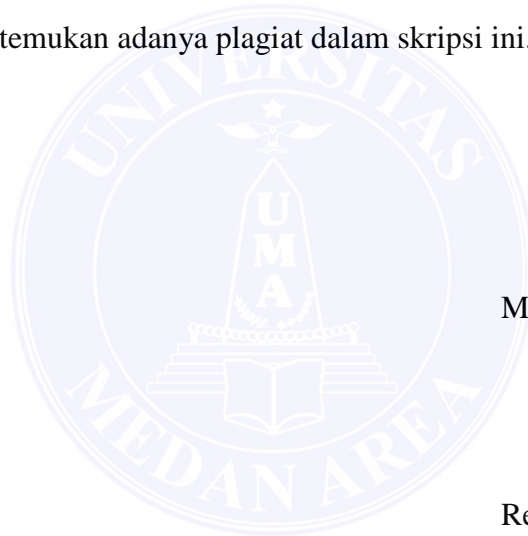 temukan adanya plagiat dalam skripsi ini.
UNIVERSITAS
U
M
A
M
MEDAN AREA
Re